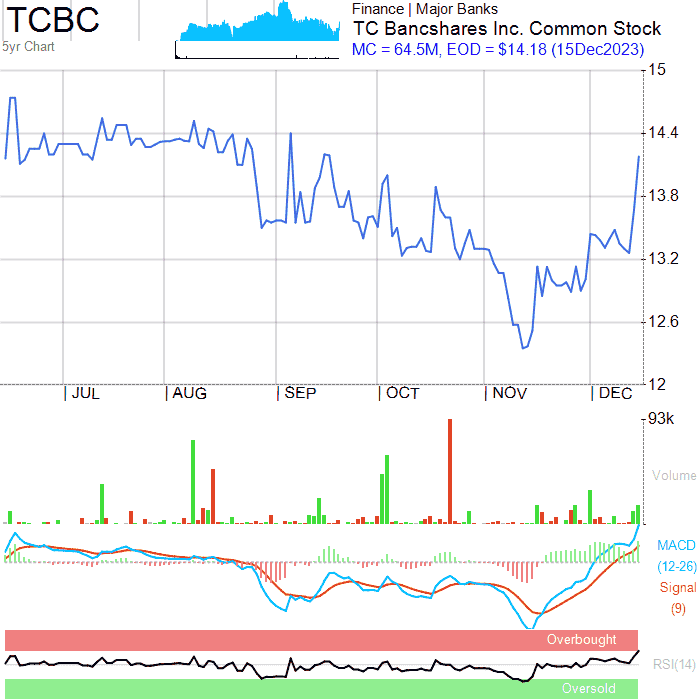 TCBC
5yr Chart
Finance | Major Banks
TC Bancshares Inc. Common Stock
MC = 64.5M, EOD = $14.18 (15Dec2023)
15
14.4
13.8
13.2
12.6
12
| JUL | AUG | SEP | OCT | NOV | DEC
93k
Volume
MACD
(12-26)
Signal
(9)
Overbought
RSI(14)
Oversold